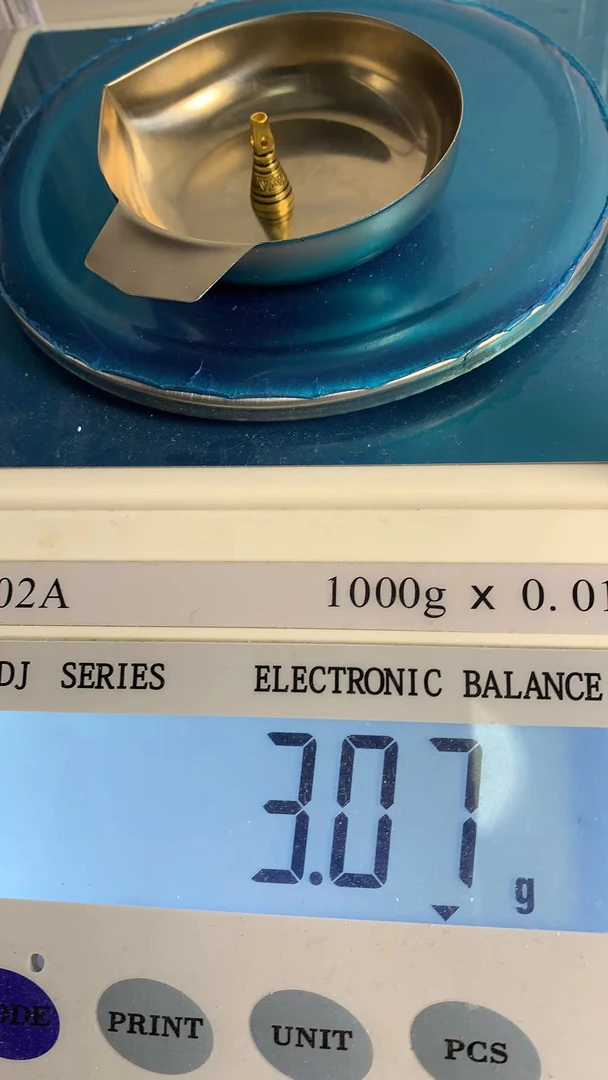 02A 1000g x 0.01
DJ SERIES ELECTRONIC BALANCE
3.07 g
PRINT UNIT PCS